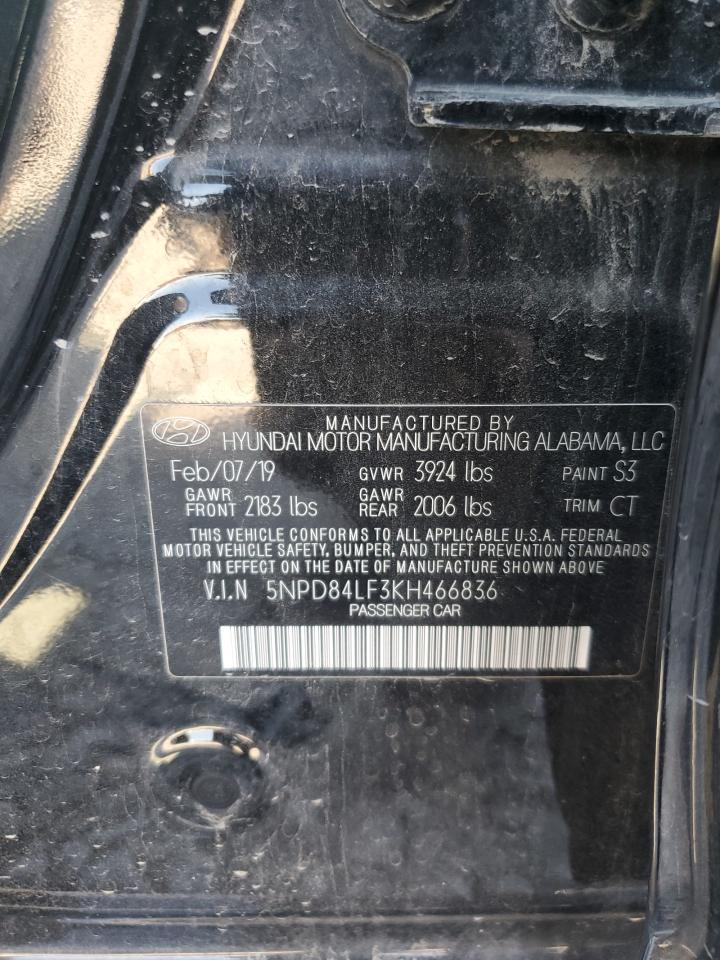 MANUFACTURED BY
HYUNDAI MOTOR MANUFACTURING ALABAMA, LLC
Feb/07/19 GVWR 3924 lbs PAINT S3
GAWR FRONT 2183 lbs GAWR REAR 2006 lbs TRIM CT
THIS VEHICLE CONFORMS TO ALL APPLICABLE U.S.A. FEDERAL
MOTOR VEHICLE SAFETY, BUMPER, AND THEFT PREVENTION STANDARDS
IN EFFECT ON THE DATE OF MANUFACTURE SHOWN ABOVE
V.I.N 5NPD84LF3KH466836
PASSENGER CAR